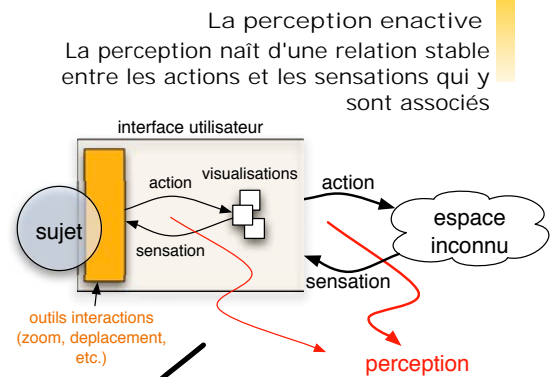 La perception enactive
La perception naît d'une relation stable
entre les actions et les sensations qui y
sont associés
interface utilisateur
action
visualisations
action
sujet
espace
inconnu
sensation
sensation
outils interactions
(zoom, deplacement,
etc.)
perception